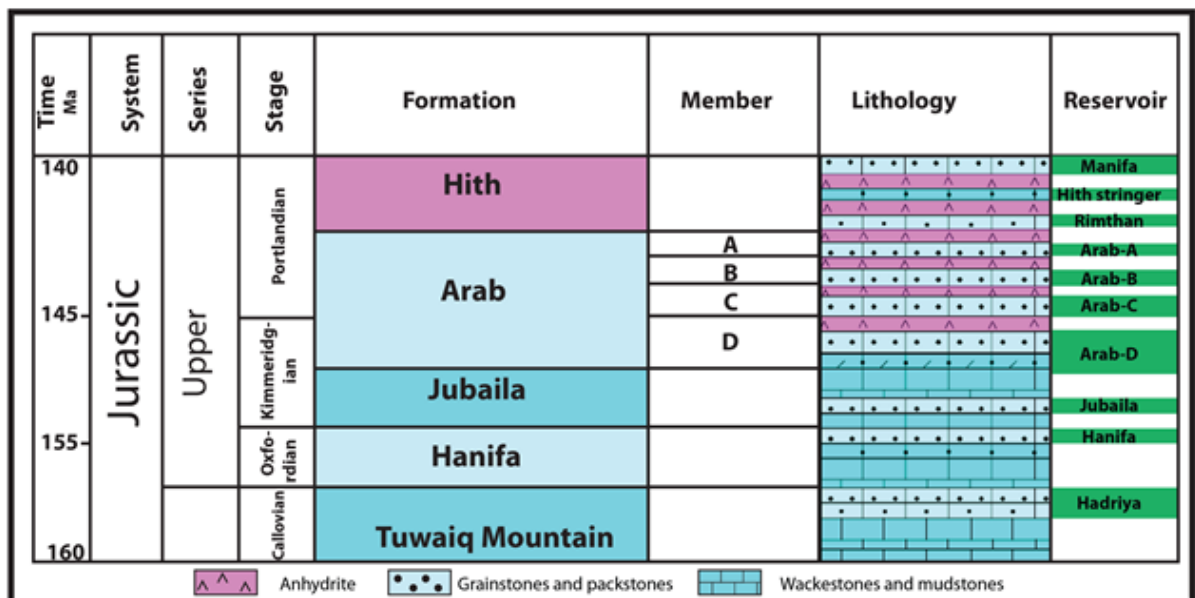 Time Ma
System
Series
Stage
Formation
Member
Lithology
Reservoir
140
145
155
160
Jurassic
Upper
Portlandian
Kimmeridg-
ian
Oxfo-
rdian
Callovian
Hith
Arab
Jubaila
Hanifa
Tuwaiq Mountain
A
B
C
D
Manifa
Hith stringer
Rimthan
Arab-A
Arab-B
Arab-C
Arab-D
Jubaila
Hanifa
Hadriya
Anhydrite
Grainstones and packstones
Wackestones and mudstones